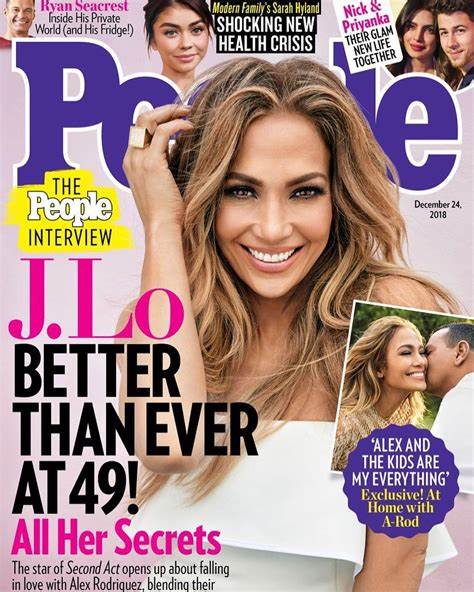 Ryan Seacrest
Inside His Private
World (and His Fridge!)
Modern Family's Sarah Hyland
SHOCKING NEW
HEALTH CRISIS
Nick &
Priyanka
THEIR GLAM
NEW LIFE
TOGETHER
People
December 24,
2018
THE
People
INTERVIEW
J.Lo
BETTER
THAN EVER
AT 49!
All Her Secrets
The star of Second Act opens up about falling
in love with Alex Rodriguez, blending their
'ALEX AND
THE KIDS ARE
MY EVERYTHING'
Exclusive! At
Home with
A-Rod